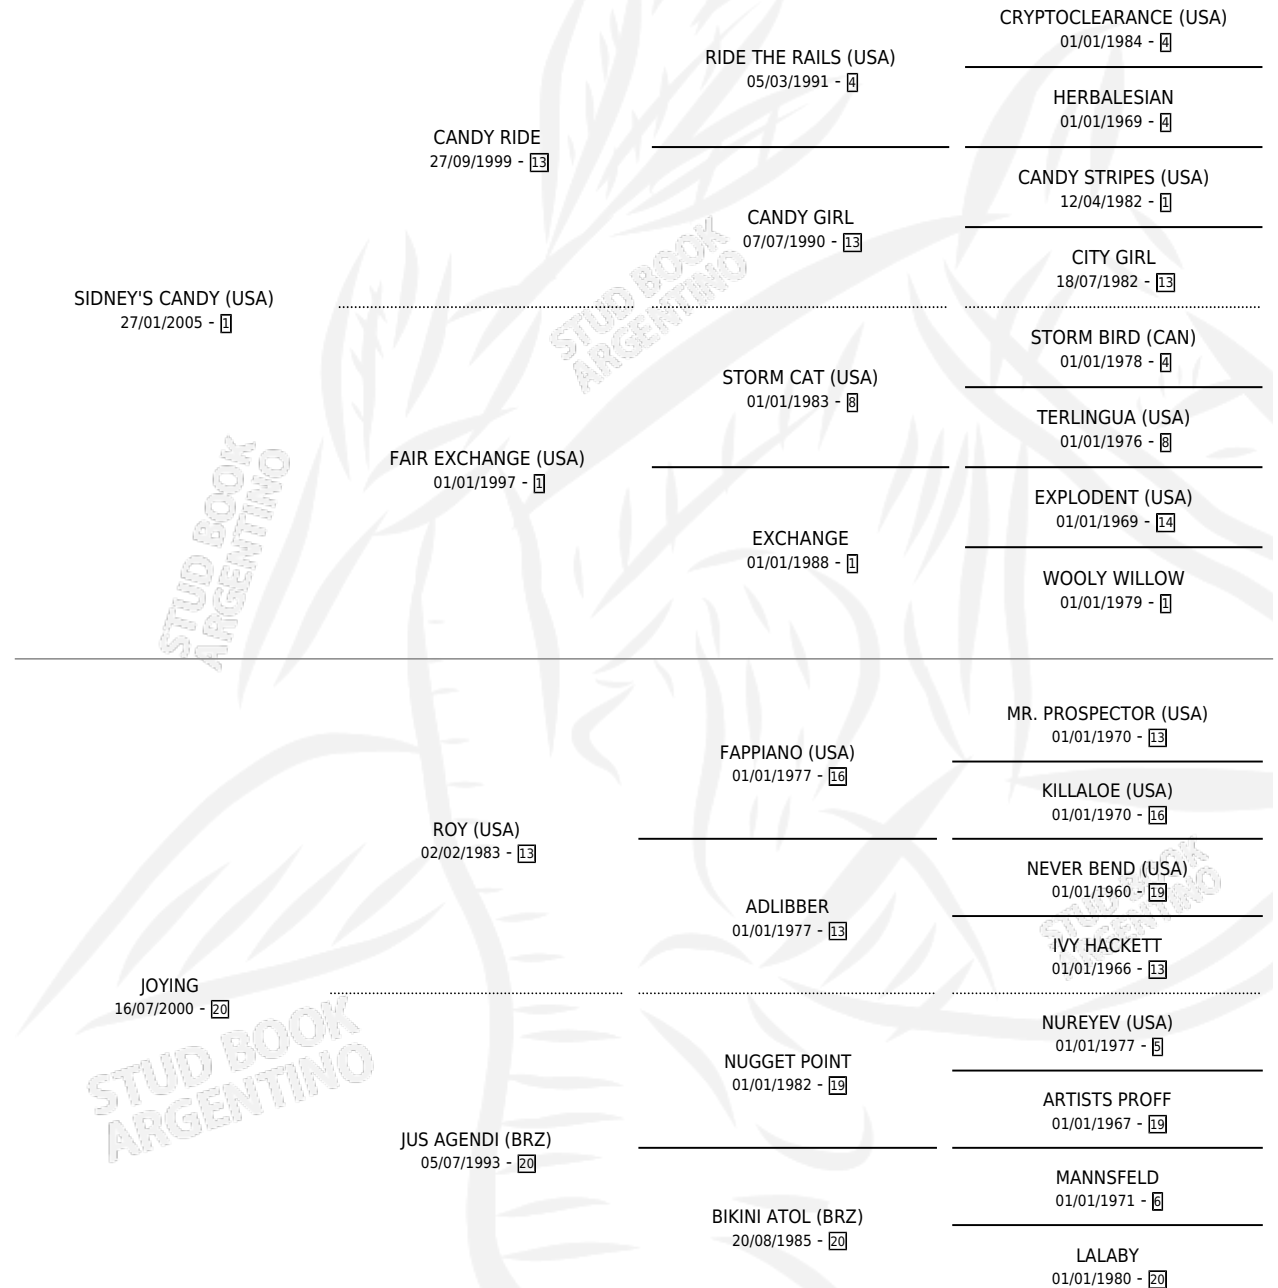 CRYPTOCLEARANCE (USA)
01/01/1984 - 4
RIDE THE RAILS (USA)
05/03/1991 - 4
HERBALESIAN
01/01/1969 - 4
CANDY RIDE
27/09/1999 - 13
CANDY STRIPES (USA)
12/04/1982 - 1
CANDY GIRL
07/07/1990 - 13
CITY GIRL
18/07/1982 - 13
SIDNEY'S CANDY (USA)
27/01/2005 - 1
STORM BIRD (CAN)
01/01/1978 - 4
STORM CAT (USA)
01/01/1983 - 8
TERLINGUA (USA)
01/01/1976 - 8
FAIR EXCHANGE (USA)
01/01/1997 - 1
EXPLODENT (USA)
01/01/1969 - 14
EXCHANGE
01/01/1988 - 1
WOOLY WILLOW
01/01/1979 - 1
STUD BOOK
ARGENTINO
STUD BOOK
ARGENTINO
MR. PROSPECTOR (USA)
01/01/1970 - 13
FAPPIANO (USA)
01/01/1977 - 16
KILLALOE (USA)
01/01/1970 - 16
ROY (USA)
02/02/1983 - 13
NEVER BEND (USA)
01/01/1960 - 19
ADLIBBER
01/01/1977 - 13
IVY HACKETT
01/01/1966 - 13
STUD BOOK
ARGENTINO
JOYING
16/07/2000 - 20
NUREYEV (USA)
01/01/1977 - 5
NUGGET POINT
01/01/1982 - 19
ARTISTS PROFF
01/01/1967 - 19
JUS AGENDI (BRZ)
05/07/1993 - 20
MANNSFELD
01/01/1971 - 6
BIKINI ATOL (BRZ)
20/08/1985 - 20
LALABY
01/01/1980 - 20
STUD BOOK
ARGENTINO